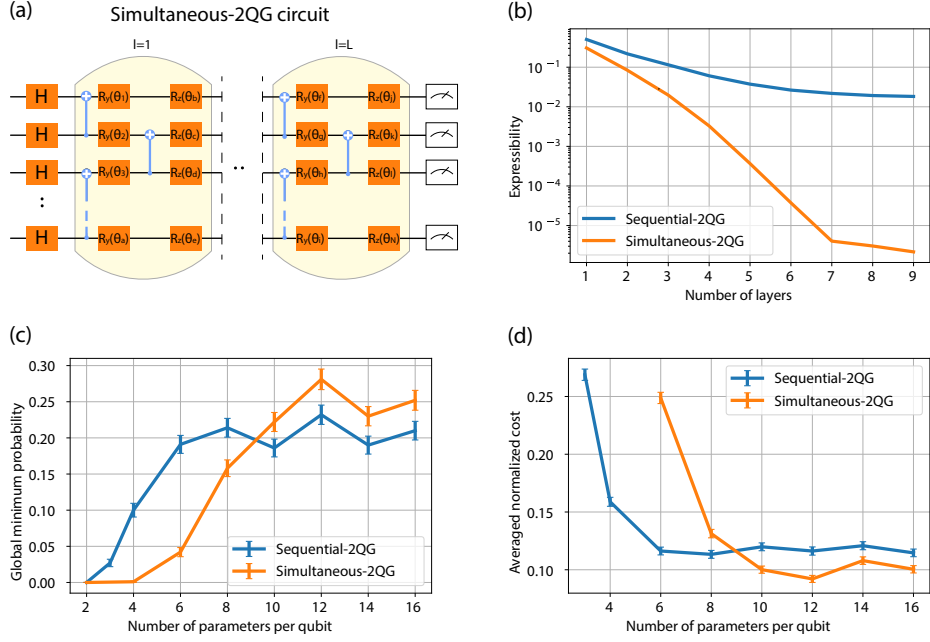 (a)
Simultaneous-2QG circuit
l=1
l=L
H Ry(θ₁) Rz(θb) Ry(θf) Rz(θj)
H Ry(θ₂) Rz(θc) Ry(θg) Rz(θk)
H Ry(θ₃) Rz(θd) .. Ry(θh) Rz(θl)
:
H Ry(θa) Rz(θe) Ry(θi) Rz(θN)
(b)
Expressibility
10⁻¹
10⁻²
10⁻³
10⁻⁴
10⁻⁵
Sequential-2QG
Simultaneous-2QG
1 2 3 4 5 6 7 8 9
Number of layers
(c)
Global minimum probability
0.30
0.25
0.20
0.15
0.10
0.05
0.00
Sequential-2QG
Simultaneous-2QG
2 4 6 8 10 12 14 16
Number of parameters per qubit
(d)
Averaged normalized cost
0.25
0.20
0.15
0.10
Sequential-2QG
Simultaneous-2QG
4 6 8 10 12 14 16
Number of parameters per qubit